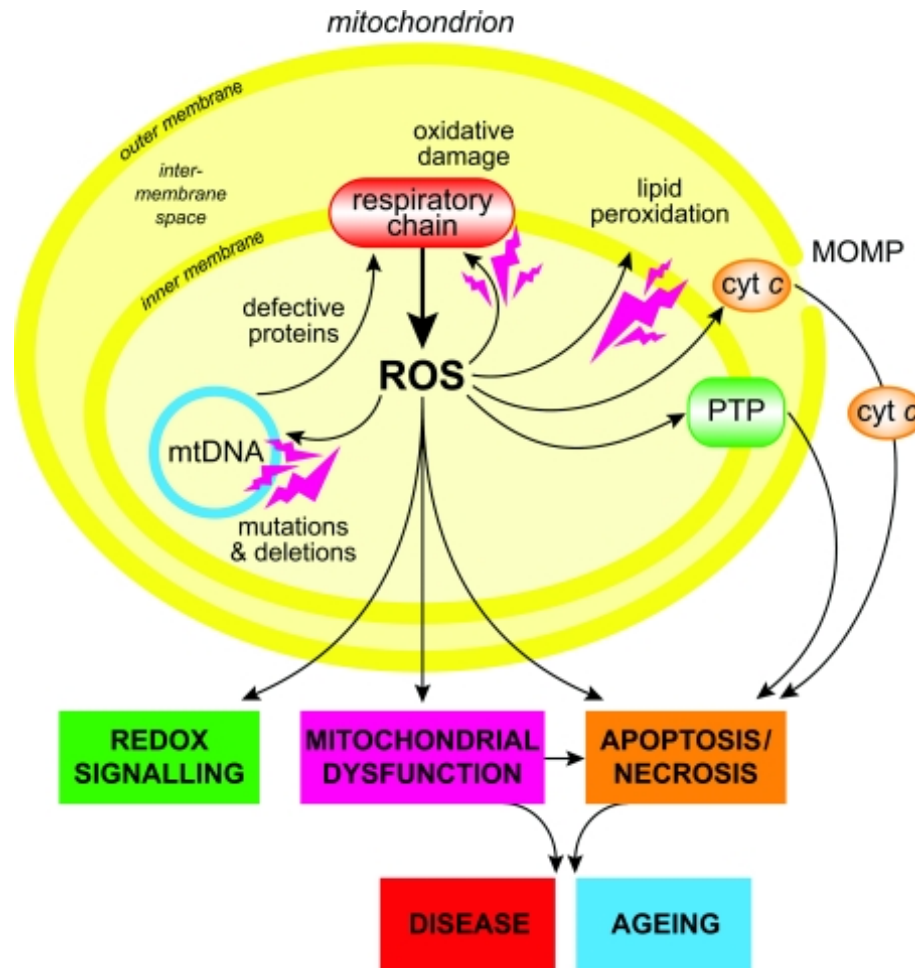 mitochondrion
outer membrane
inter-
membrane
space
inner membrane
oxidative
damage
respiratory
chain
lipid
peroxidation
MOMP
cyt c
defective
proteins
ROS
PTP
cyt c
mtDNA
mutations
& deletions
REDOX
SIGNALLING
MITOCHONDRIAL
DYSFUNCTION
APOPTOSIS/
NECROSIS
DISEASE
AGEING